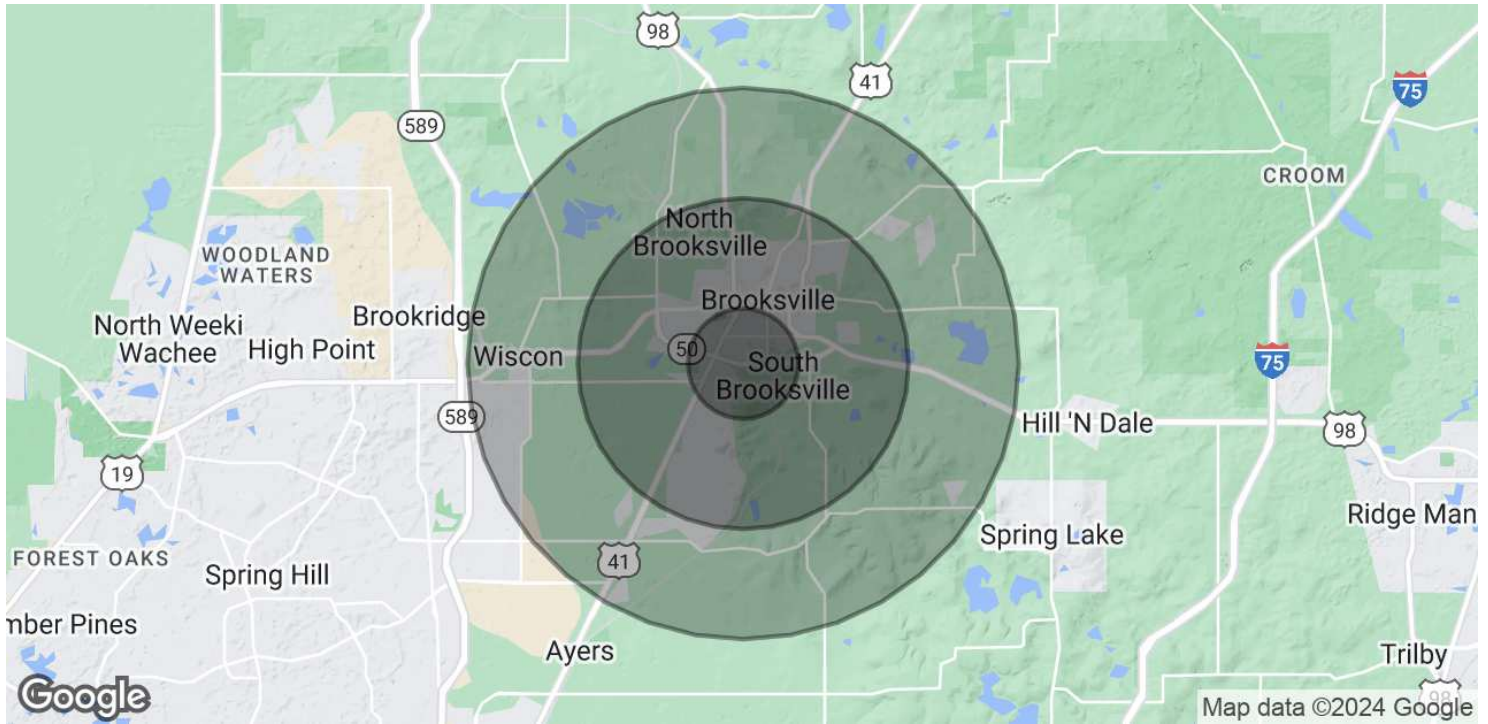 98
41
75
589
CROOM
North
Brooksville
WOODLAND
WATERS
Brooksville
Brookridge
North Weeki
Wachee
High Point
Wiscon
50
South
Brooksville
75
589
Hill 'N Dale
98
19
Ridge Man
Spring Lake
FOREST OAKS
41
Spring Hill
mber Pines
Ayers
Trilby
98
Google
Map data ©2024 Google